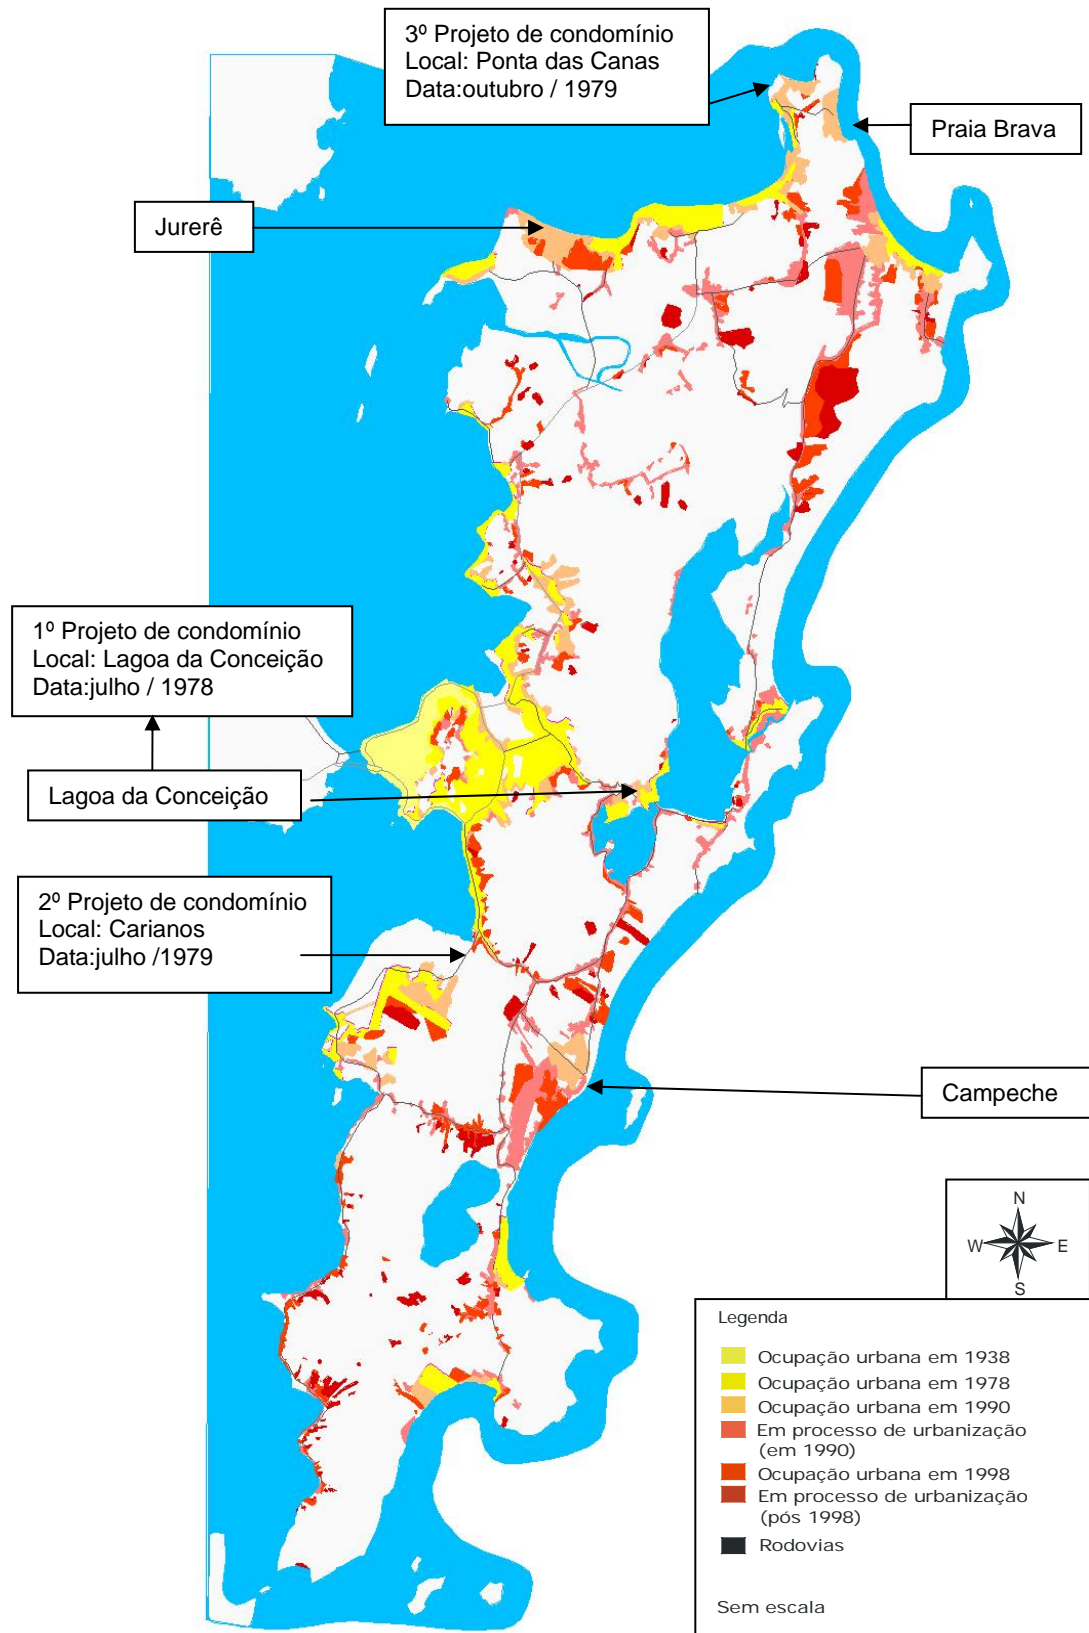 3º Projeto de condomínio
Local: Ponta das Canas
Data:outubro / 1979
Praia Brava
Jurerê
1º Projeto de condomínio
Local: Lagoa da Conceição
Data:julho / 1978
Lagoa da Conceição
2º Projeto de condomínio
Local: Carianos
Data:julho /1979
Campeche
N
W
E
S
Legenda
Ocupação urbana em 1938
Ocupação urbana em 1978
Ocupação urbana em 1990
Em processo de urbanização
(em 1990)
Ocupação urbana em 1998
Em processo de urbanização
(pós 1998)
Rodovias
Sem escala